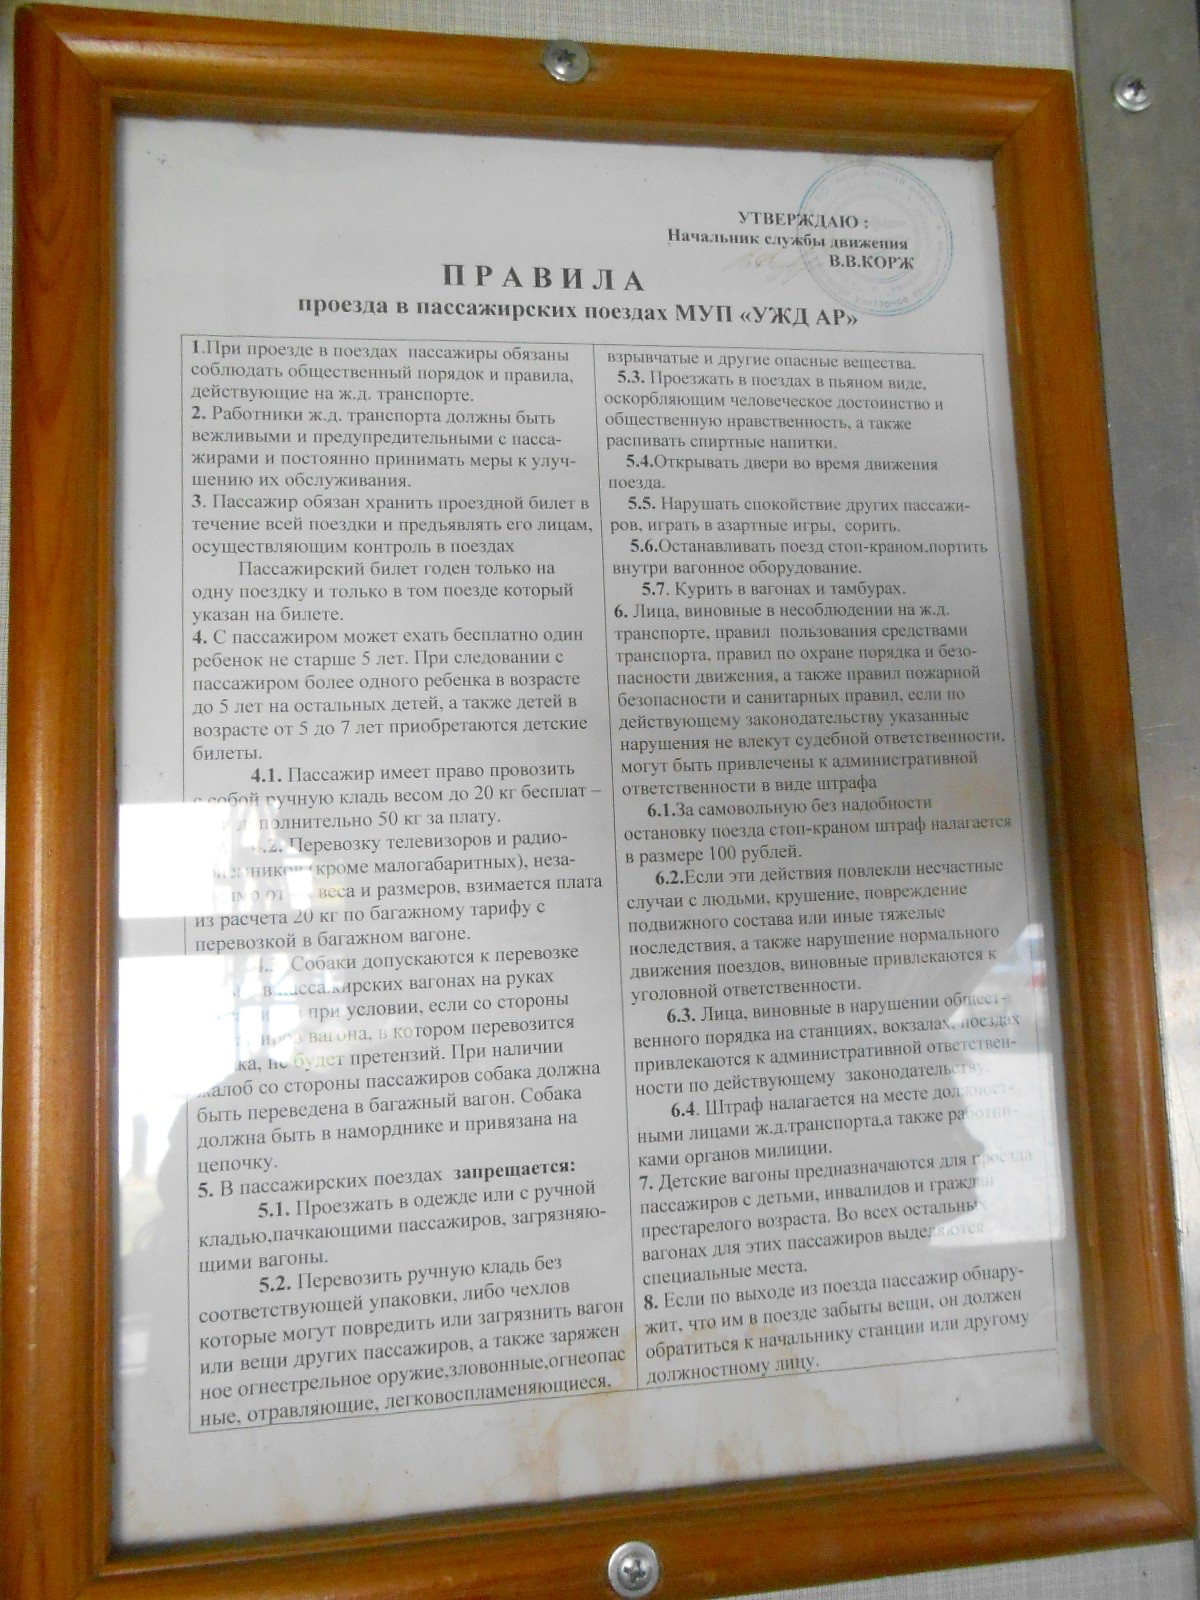 УТВЕРЖДАЮ :
Начальник службы движения
В.В.КОРЖ
ПРАВИЛА
проезда в пассажирских поездах МУП «УЖД АР»
1.При проезде в поездах пассажиры обязаны
соблюдать общественный порядок и правила,
действующие на ж.д. транспорте.
2. Работники ж.д. транспорта должны быть
вежливыми и предупредительными с пасса-
жирами и постоянно принимать меры к улуч-
шению их обслуживания.
3. Пассажир обязан хранить проездной билет в
течение всей поездки и предъявлять его лицам,
осуществляющим контроль в поездах
Пассажирский билет годен только на
одну поездку и только в том поезде который
указан на билете.
4. С пассажиром может ехать бесплатно один
ребенок не старше 5 лет. При следовании с
пассажиром более одного ребенка в возрасте
до 5 лет на остальных детей, а также детей в
возрасте от 5 до 7 лет приобретаются детские
билеты.
4.1. Пассажир имеет право провозить
с собой ручную кладь весом до 20 кг бесплат –
дополнительно 50 кг за плату.
Перевозку телевизоров и радио-
(кроме малогабаритных), неза-
от веса и размеров, взимается плата
из расчета 20 кг по багажному тарифу с
перевозкой в багажном вагоне.
Собаки допускаются к перевозке
в пассажирских вагонах на руках
при условии, если со стороны
вагона, в котором перевозится
не будет претензий. При наличии
жалоб со стороны пассажиров собака должна
быть переведена в багажный вагон. Собака
должна быть в наморднике и привязана на
цепочку.
5. В пассажирских поездах запрещается:
5.1. Проезжать в одежде или с ручной
кладью,пачкающими пассажиров, загрязняю-
щими вагоны.
5.2. Перевозить ручную кладь без
соответствующей упаковки, либо чехлов
которые могут повредить или загрязнить вагон
или вещи других пассажиров, а также заряжен
ное огнестрельное оружие,зловонные,огнеопас
ные, отравляющие, легковоспламеняющиеся,
взрывчатые и другие опасные вещества.
5.3. Проезжать в поездах в пьяном виде,
оскорбляющим человеческое достоинство и
общественную нравственность, а также
распивать спиртные напитки.
5.4.Открывать двери во время движения
поезда.
5.5. Нарушать спокойствие других пассажи-
ров, играть в азартные игры, сорить.
5.6.Останавливать поезд стоп-краном,портить
внутри вагонное оборудование.
5.7. Курить в вагонах и тамбурах.
6. Лица, виновные в несоблюдении на ж.д.
транспорте, правил пользования средствами
транспорта, правил по охране порядка и безо-
пасности движения, а также правил пожарной
безопасности и санитарных правил, если по
действующему законодательству указанные
нарушения не влекут судебной ответственности,
могут быть привлечены к административной
ответственности в виде штрафа
6.1.За самовольную без надобности
остановку поезда стоп-краном штраф налагается
в размере 100 рублей.
6.2.Если эти действия повлекли несчастные
случаи с людьми, крушение, повреждение
подвижного состава или иные тяжелые
последствия, а также нарушение нормального
движения поездов, виновные привлекаются к
уголовной ответственности.
6.3. Лица, виновные в нарушении общест-
венного порядка на станциях, вокзалах, поездах
привлекаются к административной ответствен-
ности по действующему законодательству.
6.4. Штраф налагается на месте должност-
ными лицами ж.д.транспорта,а также работни-
ками органов милиции.
7. Детские вагоны предназначаются для проезда
пассажиров с детьми, инвалидов и граждан
престарелого возраста. Во всех остальных
вагонах для этих пассажиров выделяются
специальные места.
8. Если по выходе из поезда пассажир обнару-
жит, что им в поезде забыты вещи, он должен
обратиться к начальнику станции или другому
должностному лицу.